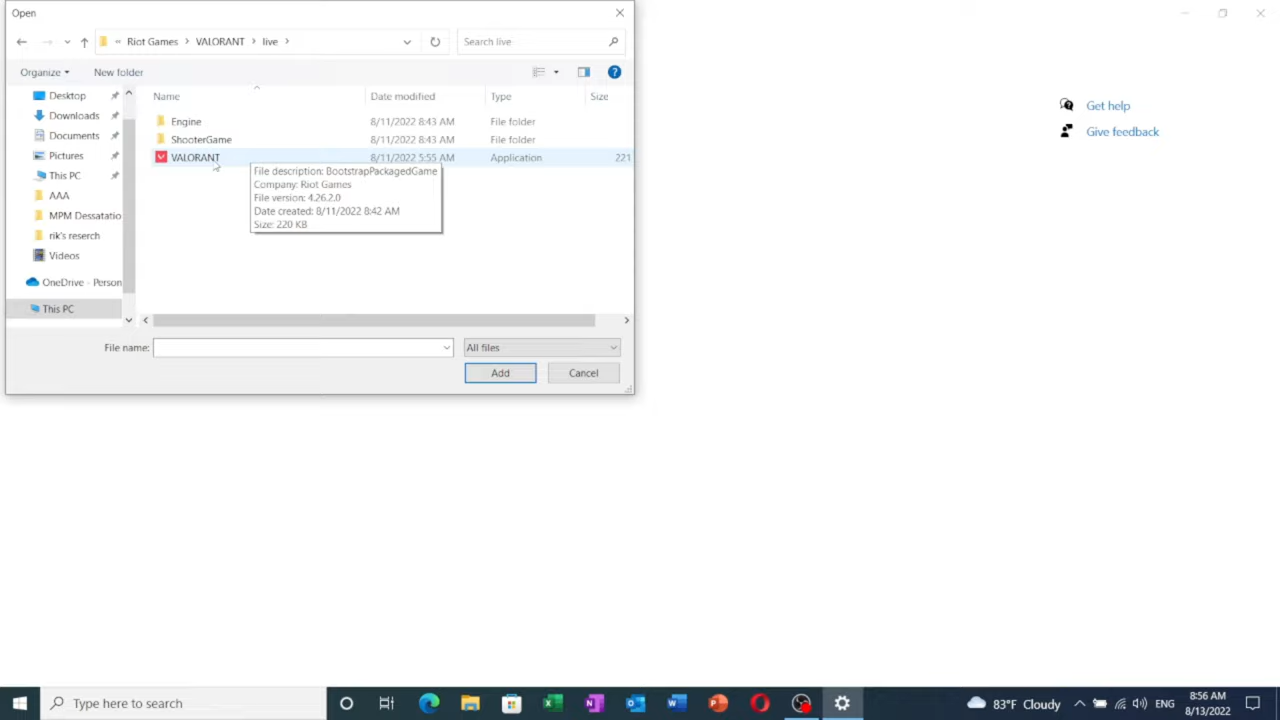 Open
Riot Games > VALORANT > live >
Search live
Organize
New folder
Name
Date modified
Type
Size
Desktop
Downloads
Documents
Pictures
This PC
AAA
MPM Dessatatio
rik's reserch
Videos
OneDrive - Person
This PC
Engine
8/11/2022 8:43 AM
File folder
ShooterGame
8/11/2022 8:43 AM
File folder
VALORANT
8/11/2022 5:55 AM
Application
221
File description: BootstrapPackagedGame
Company: Riot Games
File version: 4.26.2.0
Date created: 8/11/2022 8:42 AM
Size: 220 KB
File name:
All files
Add
Cancel
Get help
Give feedback
Type here to search
83°F Cloudy
ENG
8:56 AM
8/13/2022